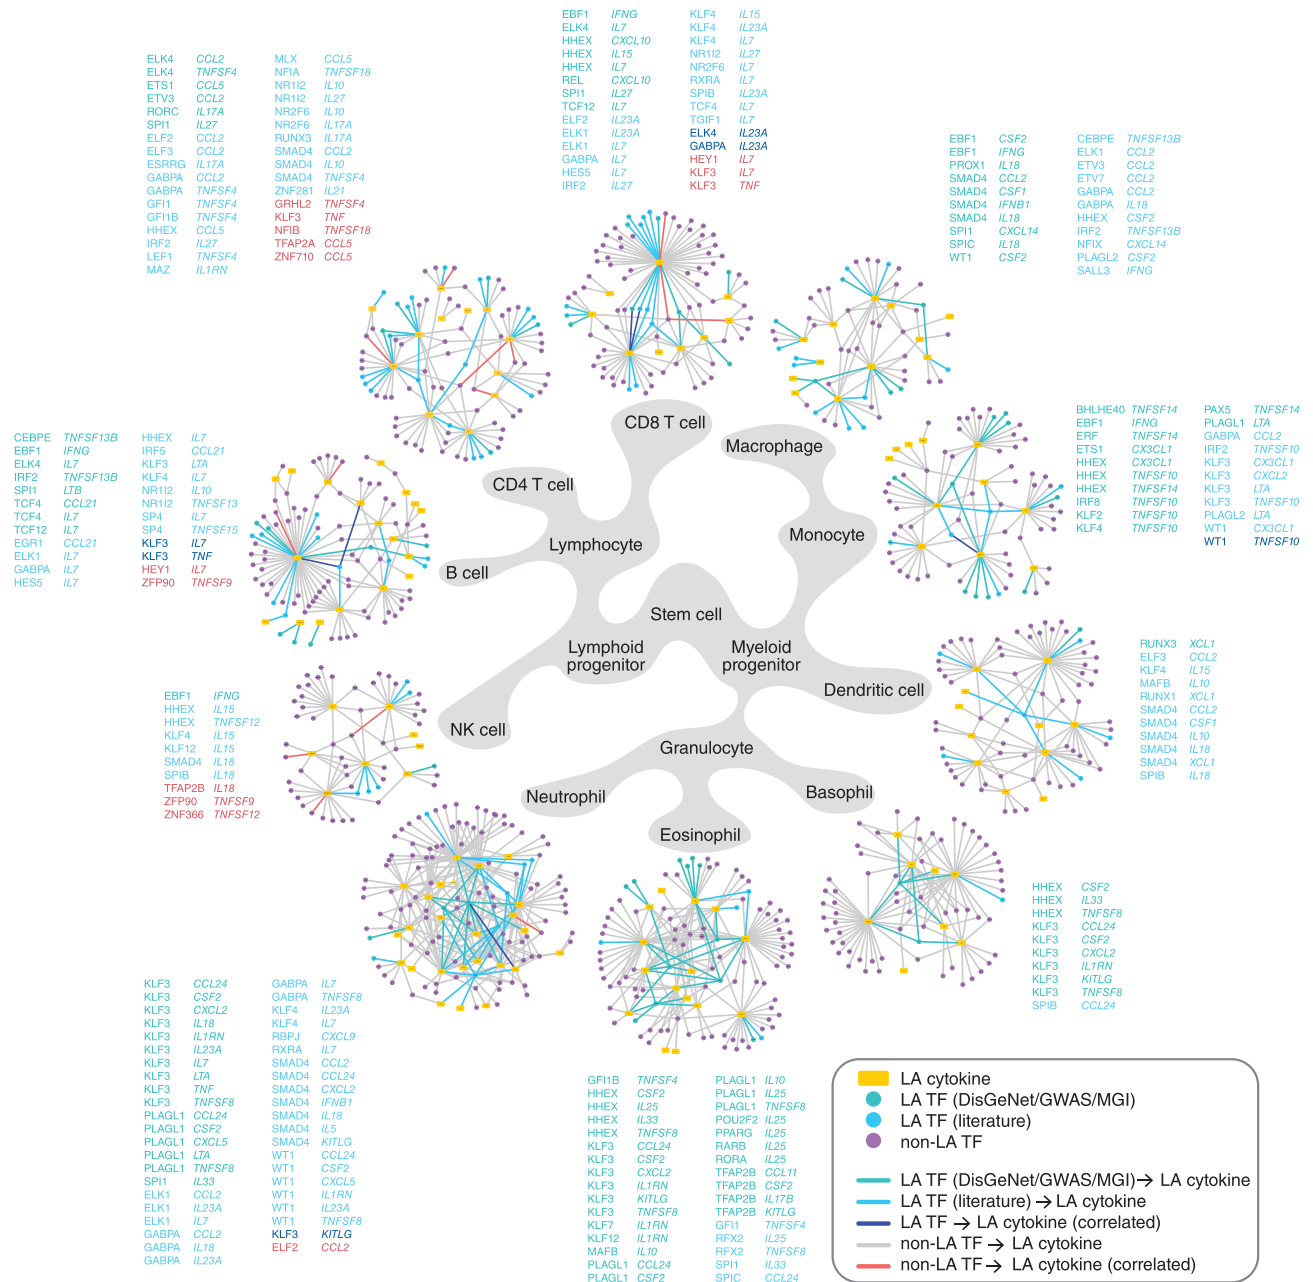 EBF1 IFNG KLF4 IL15
ELK4 IL7 KLF4 IL23A
HHEX CXCL10 KLF4 IL7
HHEX IL15 NR1I2 IL27
HHEX IL7 NR2F6 IL7
REL CXCL10 RXRA IL7
SPI1 IL27 SPIB IL23A
TCF12 IL7 TCF4 IL7
ELF2 IL23A TGIF1 IL7
ELK1 IL23A ELK4 IL23A
ELK1 IL7 GABPA IL23A
GABPA IL7 HEY1 IL7
HES5 IL7 KLF3 IL7
IRF2 IL27 KLF3 TNF
ELK4 CCL2 MLX CCL5
ELK4 TNFSF4 NFIA TNFSF18
ETS1 CCL5 NR1I2 IL10
ETV3 CCL2 NR1I2 IL27
RORC IL17A NR2F6 IL10
SPI1 IL27 NR2F6 IL17A
ELF2 CCL2 RUNX3 IL17A
ELF3 CCL2 SMAD4 CCL2
ESRRG IL17A SMAD4 IL10
GABPA CCL2 SMAD4 TNFSF4
GABPA TNFSF4 ZNF281 IL21
GFI1 TNFSF4 GRHL2 TNFSF4
GFI1B TNFSF4 KLF3 TNF
HHEX CCL5 NFIB TNFSF18
IRF2 IL27 TFAP2A CCL5
LEF1 TNFSF4 ZNF710 CCL5
MAZ IL1RN
EBF1 CSF2 CEBPE TNFSF13B
EBF1 IFNG ELK1 CCL2
PROX1 IL18 ETV3 CCL2
SMAD4 CCL2 ETV7 CCL2
SMAD4 CSF1 GABPA CCL2
SMAD4 IFNB1 GABPA IL18
SMAD4 IL18 HHEX CSF2
SPI1 CXCL14 IRF2 TNFSF13B
SPIC IL18 NFIX CXCL14
WT1 CSF2 PLAGL2 CSF2
SALL3 IFNG
BHLHE40 TNFSF14 PAX5 TNFSF14
EBF1 IFNG PLAGL1 LTA
ERF TNFSF14 GABPA CCL2
ETS1 CX3CL1 IRF2 TNFSF10
HHEX CX3CL1 KLF3 CX3CL1
HHEX TNFSF10 KLF3 CXCL2
HHEX TNFSF14 KLF3 LTA
IRF8 TNFSF10 KLF3 TNFSF10
KLF2 TNFSF10 PLAGL2 LTA
KLF4 TNFSF10 WT1 CX3CL1
WT1 TNFSF10
CEBPE TNFSF13B HHEX IL7
EBF1 IFNG IRF5 CCL21
ELK4 IL7 KLF3 LTA
IRF2 TNFSF13B KLF4 IL7
SPI1 LTB NR1I2 IL10
TCF4 CCL21 NR1I2 TNFSF13
TCF4 IL7 SP4 IL7
TCF12 IL7 SP4 TNFSF15
EGR1 CCL21 KLF3 IL7
ELK1 IL7 KLF3 TNF
GABPA IL7 HEY1 IL7
HES5 IL7 ZFP90 TNFSF9
CD8 T cell
Macrophage
CD4 T cell
Lymphocyte
Monocyte
B cell
Stem cell
Lymphoid
progenitor
Myeloid
progenitor
Dendritic cell
NK cell
Granulocyte
Neutrophil
Basophil
Eosinophil
RUNX3 XCL1
ELF3 CCL2
KLF4 IL15
MAFB IL10
RUNX1 XCL1
SMAD4 CCL2
SMAD4 CSF1
SMAD4 IL10
SMAD4 IL18
SMAD4 XCL1
SPIB IL18
EBF1 IFNG
HHEX IL15
HHEX TNFSF12
KLF4 IL15
KLF12 IL15
SMAD4 IL18
SPIB IL18
TFAP2B IL18
ZFP90 TNFSF9
ZNF366 TNFSF12
HHEX CSF2
HHEX IL33
HHEX TNFSF8
KLF3 CCL24
KLF3 CSF2
KLF3 CXCL2
KLF3 IL1RN
KLF3 KITLG
KLF3 TNFSF8
SPIB CCL24
KLF3 CCL24 GABPA IL7
KLF3 CSF2 GABPA TNFSF8
KLF3 CXCL2 KLF4 IL23A
KLF3 IL18 KLF4 IL7
KLF3 IL1RN RBPJ CXCL9
KLF3 IL23A RXRA IL7
KLF3 IL7 SMAD4 CCL2
KLF3 LTA SMAD4 CCL24
KLF3 TNF SMAD4 CXCL2
KLF3 TNFSF8 SMAD4 IFNB1
PLAGL1 CCL24 SMAD4 IL18
PLAGL1 CSF2 SMAD4 IL5
PLAGL1 CXCL5 SMAD4 KITLG
PLAGL1 LTA WT1 CCL24
PLAGL1 TNFSF8 WT1 CSF2
SPI1 IL33 WT1 CXCL5
ELK1 CCL2 WT1 IL1RN
ELK1 IL23A WT1 IL23A
ELK1 IL7 WT1 TNFSF8
GABPA CCL2 KLF3 KITLG
GABPA IL18 ELF2 CCL2
GABPA IL23A
GFI1B TNFSF4 PLAGL1 IL10
HHEX CSF2 PLAGL1 IL25
HHEX IL25 PLAGL1 TNFSF8
HHEX IL33 POU2F2 IL25
HHEX TNFSF8 PPARG IL25
KLF3 CCL24 RARB IL25
KLF3 CSF2 RORA IL25
KLF3 CXCL2 TFAP2B CCL11
KLF3 IL1RN TFAP2B CSF2
KLF3 KITLG TFAP2B IL17B
KLF3 TNFSF8 TFAP2B KITLG
KLF7 IL1RN GFI1 TNFSF4
KLF12 IL1RN RFX2 IL25
MAFB IL10 RFX2 TNFSF8
PLAGL1 CCL24 SPI1 IL33
PLAGL1 CSF2 SPIC CCL24
LA cytokine
LA TF (DisGeNet/GWAS/MGI)
LA TF (literature)
non-LA TF
LA TF (DisGeNet/GWAS/MGI) → LA cytokine
LA TF (literature) → LA cytokine
LA TF → LA cytokine (correlated)
non-LA TF → LA cytokine
non-LA TF → LA cytokine (correlated)